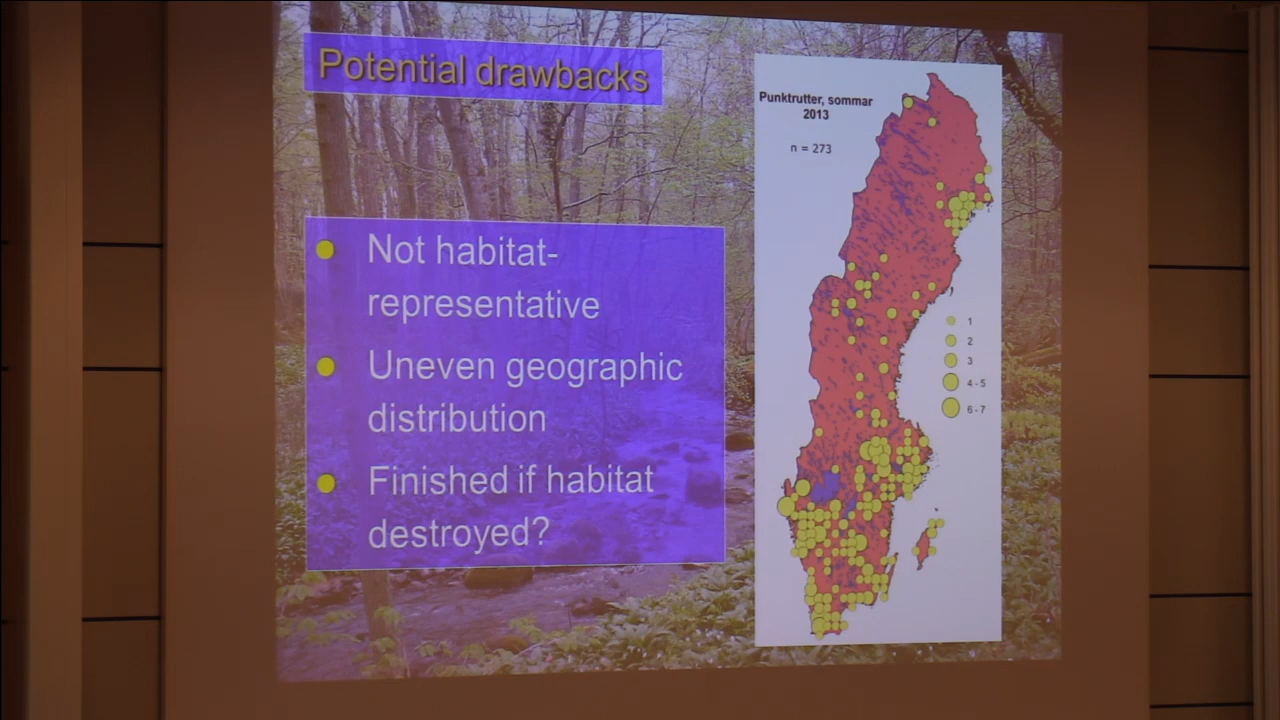 Potential drawbacks
Not habitat-
representative
Uneven geographic
distribution
Finished if habitat
destroyed?
Punktrutter, sommar
2013
n = 273
1
2
3
4 - 5
6 - 7